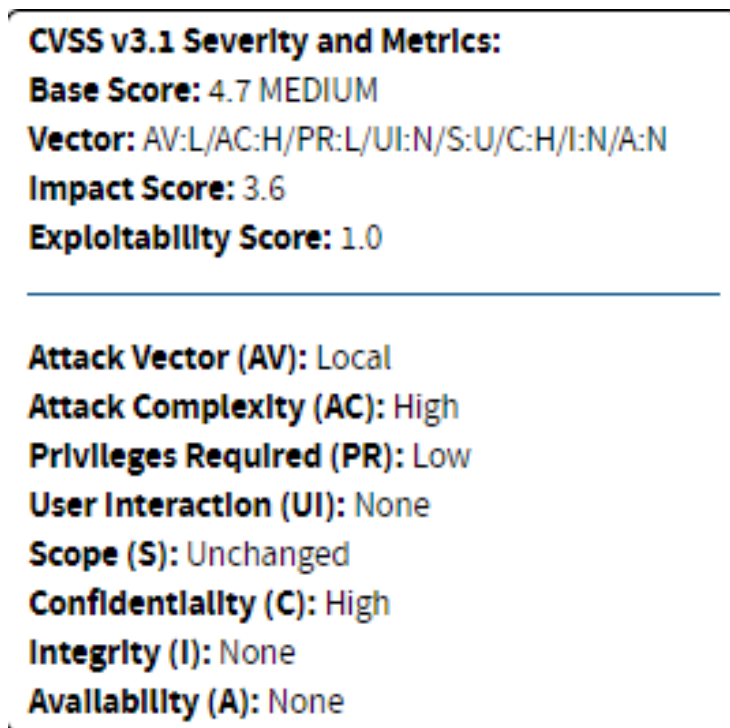 CVSS v3.1 Severity and Metrics:
Base Score: 4.7 MEDIUM
Vector: AV:L/AC:H/PR:L/UI:N/S:U/C:H/I:N/A:N
Impact Score: 3.6
Exploitability Score: 1.0
Attack Vector (AV): Local
Attack Complexity (AC): High
Privileges Required (PR): Low
User Interaction (UI): None
Scope (S): Unchanged
Confidentiality (C): High
Integrity (I): None
Availability (A): None